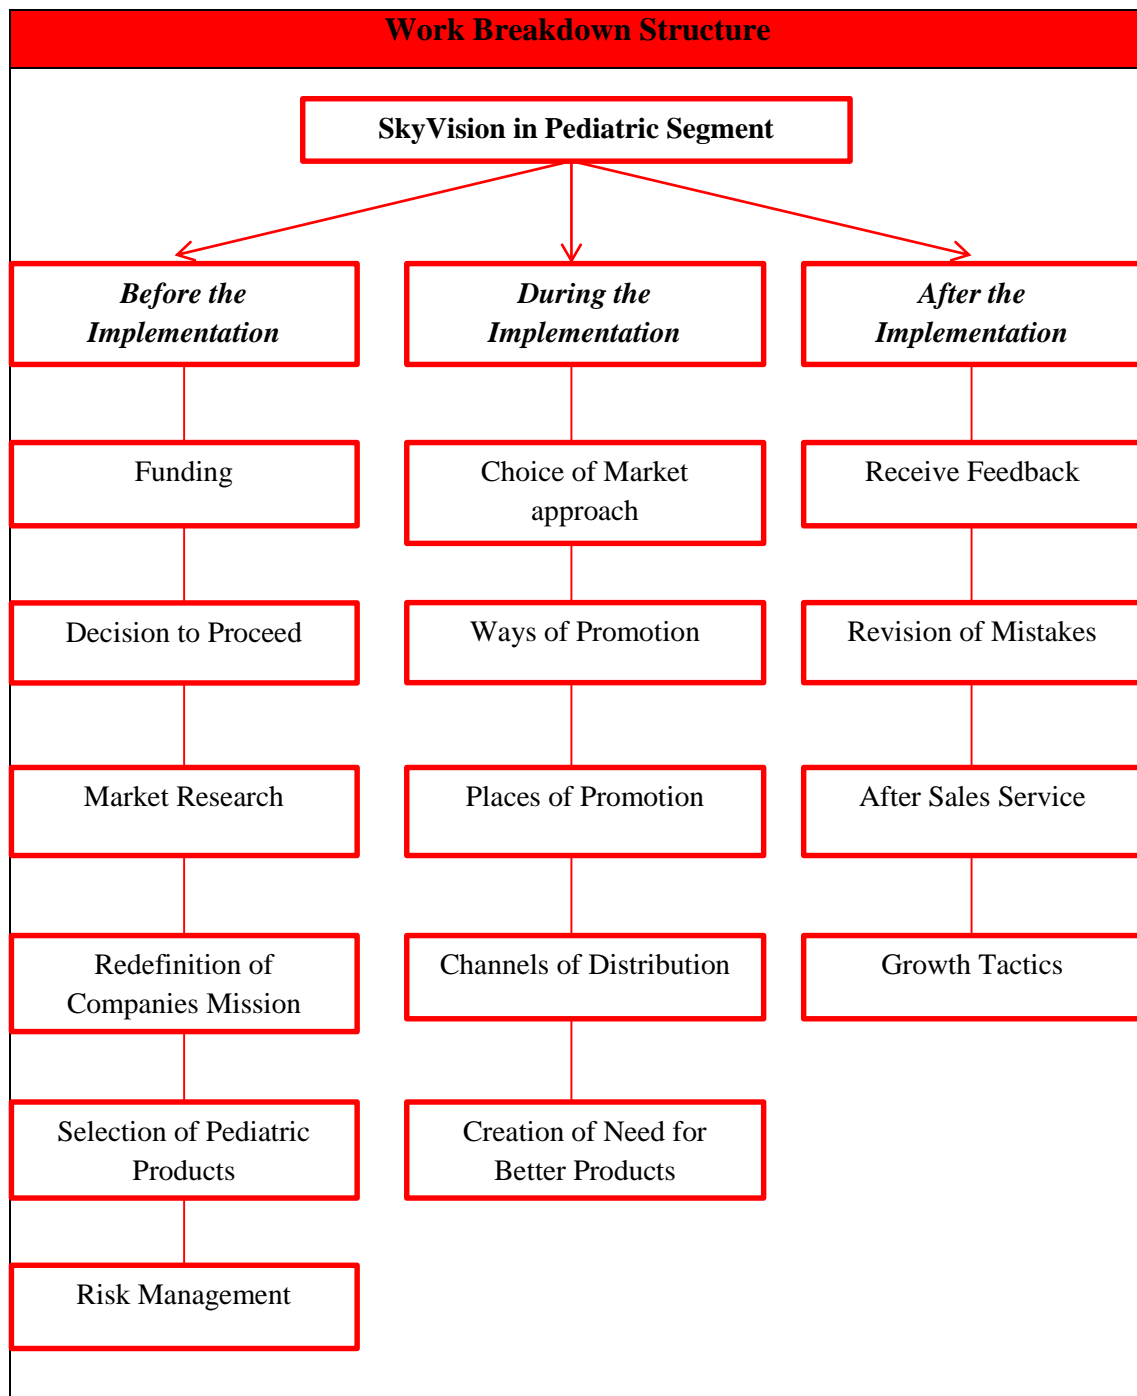 Work Breakdown Structure
SkyVision in Pediatric Segment
Before the
Implementation
Funding
Decision to Proceed
Market Research
Redefinition of
Companies Mission
Selection of Pediatric
Products
Risk Management
During the
Implementation
Choice of Market
approach
Ways of Promotion
Places of Promotion
Channels of Distribution
Creation of Need for
Better Products
After the
Implementation
Receive Feedback
Revision of Mistakes
After Sales Service
Growth Tactics